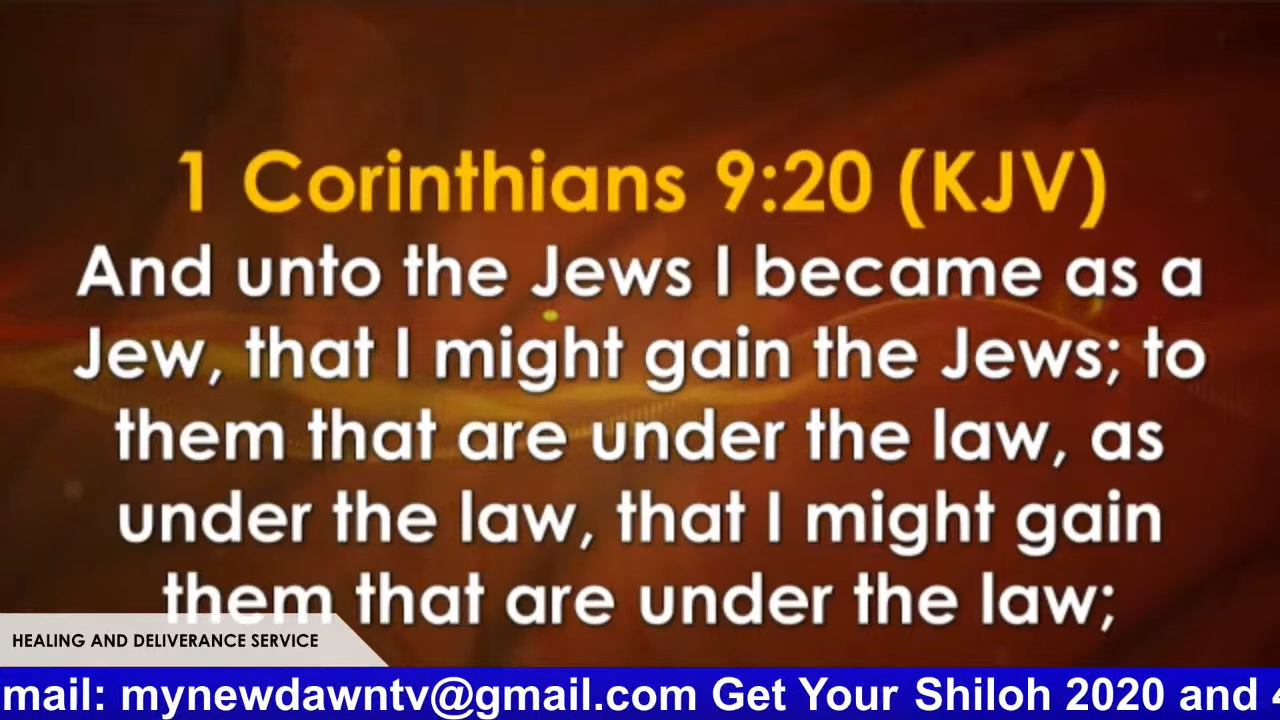 1 Corinthians 9:20 (KJV)
And unto the Jews I became as a
Jew, that I might gain the Jews; to
them that are under the law, as
under the law, that I might gain
them that are under the law;
HEALING AND DELIVERANCE SERVICE
mail: mynewdawntv@gmail.com Get Your Shiloh 2020 and